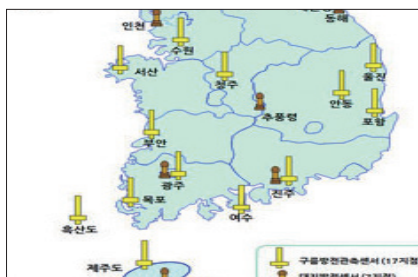 인천
동해
수원
서산
울진
청주
안동
추풍령
포항
부안
광주
진주
목포
여수
흑산도
제주도
구름방전관측센서 (17지점